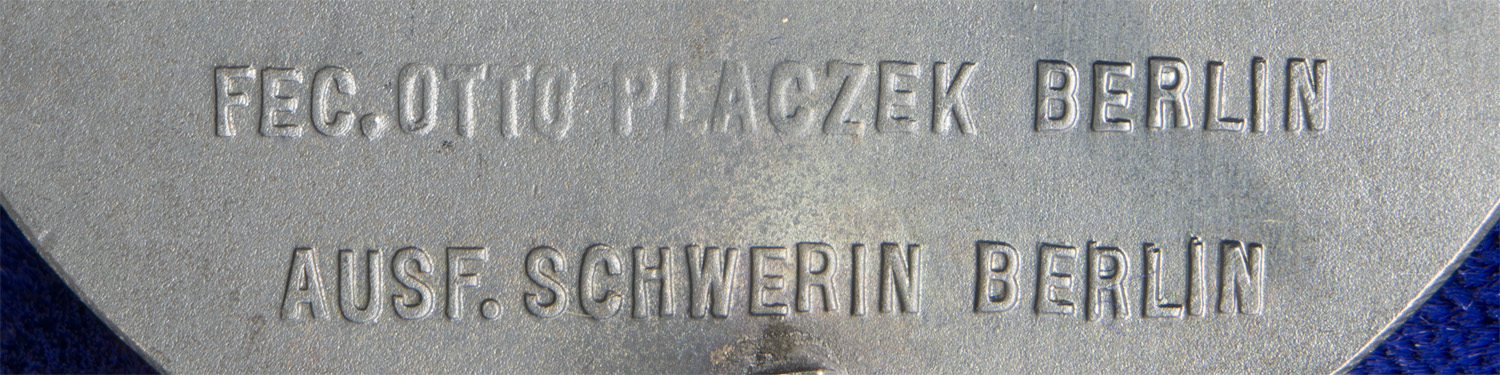 FEC. OTTO PLACZEK BERLIN
AUSF. SCHWERIN BERLIN